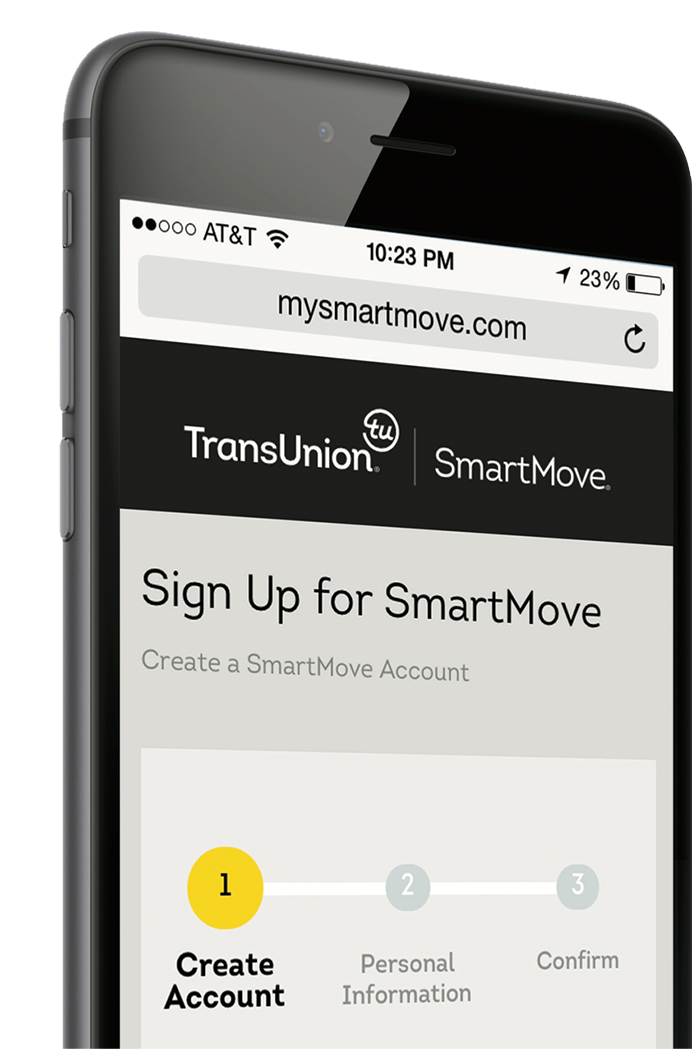 AT&T 10:23 PM 23%
mysmartmove.com
TransUnion® tu | SmartMove®
Sign Up for SmartMove
Create a SmartMove Account
1 2 3
Create Account
Personal Information
Confirm